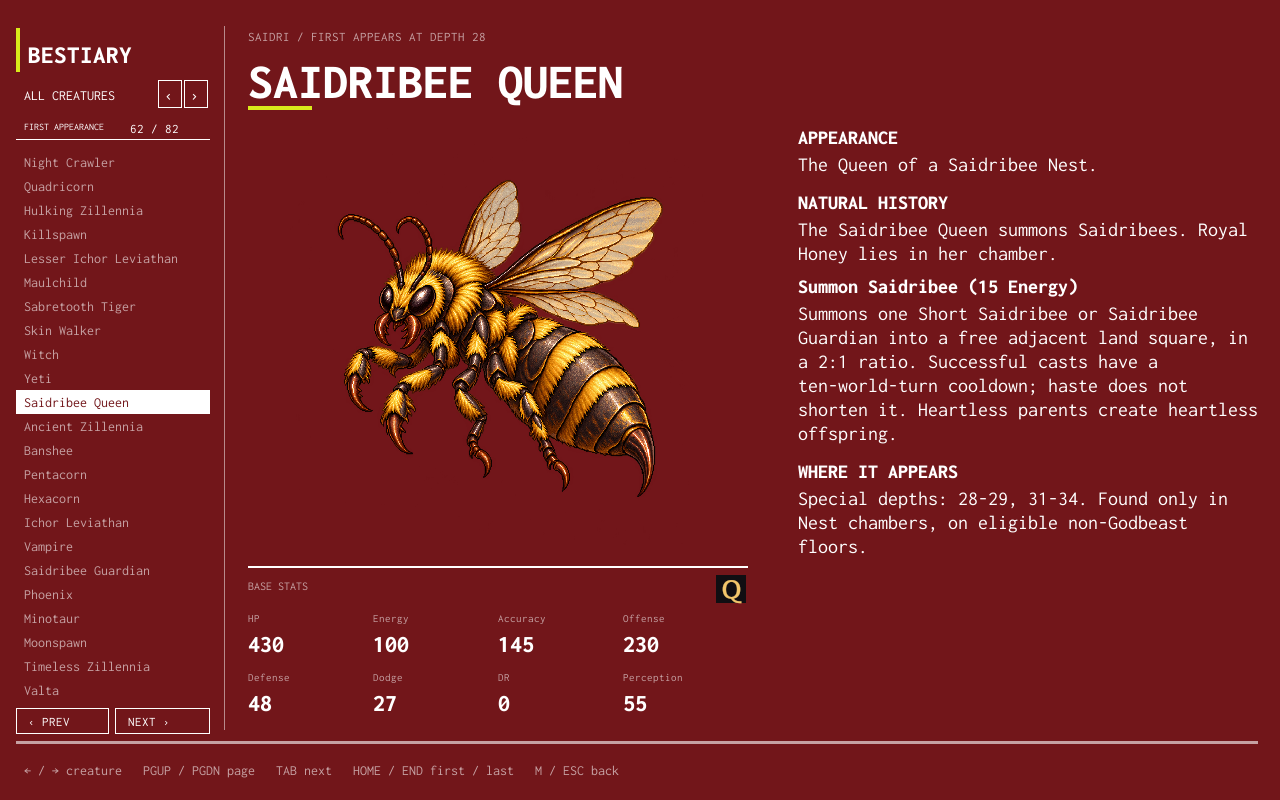 BESTIARY
ALL CREATURES
‹ ›
FIRST APPEARANCE 62 / 82
Night Crawler
Quadricorn
Hulking Zillennia
Killspawn
Lesser Ichor Leviathan
Maulchild
Sabretooth Tiger
Skin Walker
Witch
Yeti
Saidribee Queen
Ancient Zillennia
Banshee
Pentacorn
Hexacorn
Ichor Leviathan
Vampire
Saidribee Guardian
Phoenix
Minotaur
Moonspawn
Timeless Zillennia
Valta
‹ PREV NEXT ›
SAIDRI / FIRST APPEARS AT DEPTH 28
SAIDRIBEE QUEEN
BASE STATS
Q
HP Energy Accuracy Offense
430 100 145 230
Defense Dodge DR Perception
48 27 0 55
APPEARANCE
The Queen of a Saidribee Nest.
NATURAL HISTORY
The Saidribee Queen summons Saidribees. Royal
Honey lies in her chamber.
Summon Saidribee (15 Energy)
Summons one Short Saidribee or Saidribee
Guardian into a free adjacent land square, in
a 2:1 ratio. Successful casts have a
ten-world-turn cooldown; haste does not
shorten it. Heartless parents create heartless
offspring.
WHERE IT APPEARS
Special depths: 28-29, 31-34. Found only in
Nest chambers, on eligible non-Godbeast
floors.
← / → creature PGUP / PGDN page TAB next HOME / END first / last M / ESC back